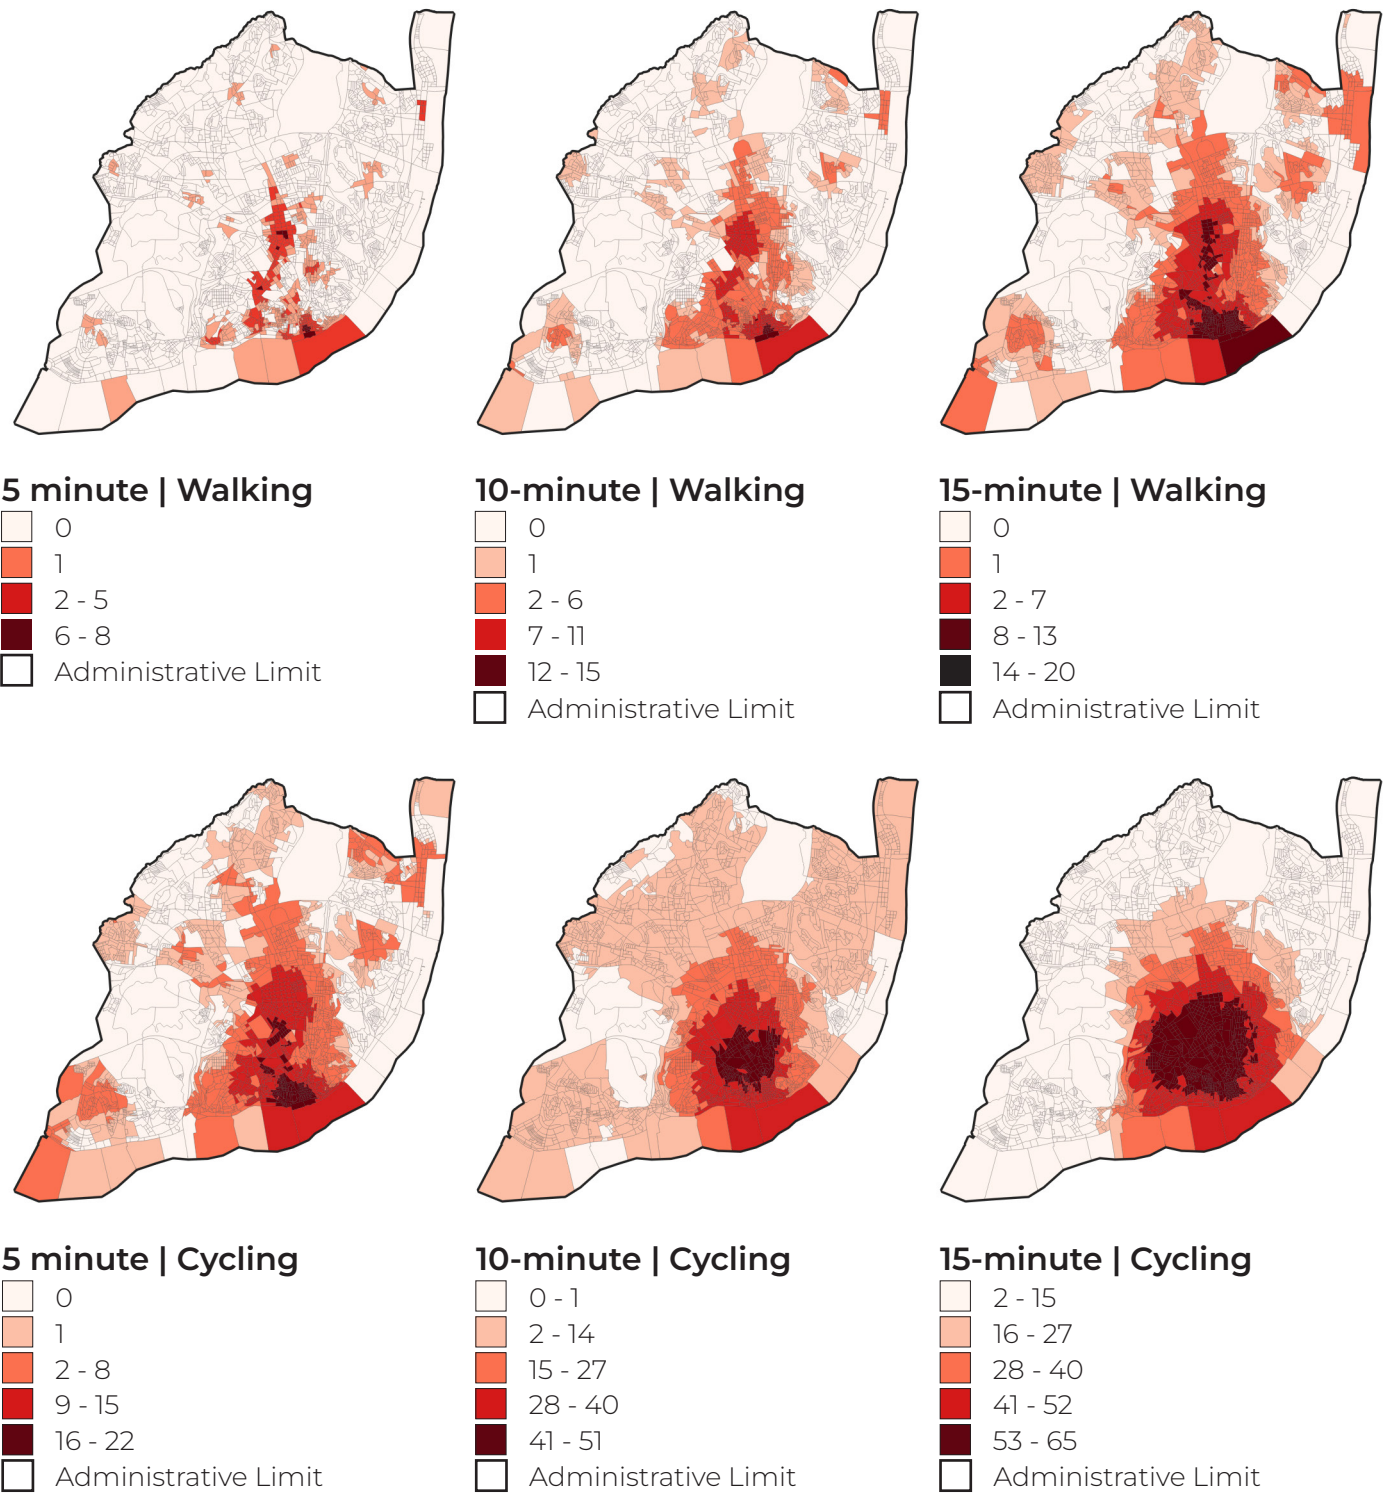 5 minute | Walking
0
1
2 - 5
6 - 8
Administrative Limit
10-minute | Walking
0
1
2 - 6
7 - 11
12 - 15
Administrative Limit
15-minute | Walking
0
1
2 - 7
8 - 13
14 - 20
Administrative Limit
5 minute | Cycling
0
1
2 - 8
9 - 15
16 - 22
Administrative Limit
10-minute | Cycling
0 - 1
2 - 14
15 - 27
28 - 40
41 - 51
Administrative Limit
15-minute | Cycling
2 - 15
16 - 27
28 - 40
41 - 52
53 - 65
Administrative Limit